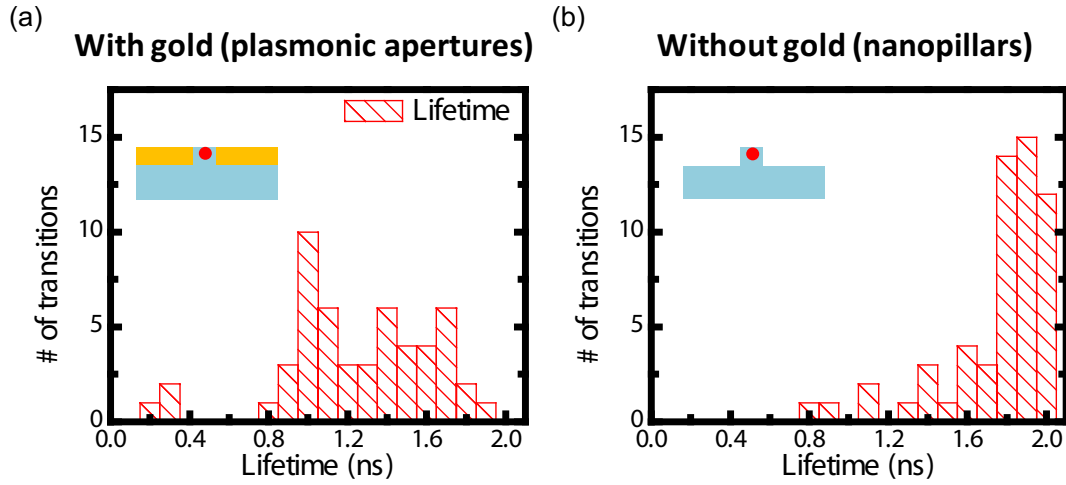 (a)
With gold (plasmonic apertures)
Lifetime
# of transitions
15
10
5
0
0.0 0.4 0.8 1.2 1.6 2.0
Lifetime (ns)
(b)
Without gold (nanopillars)
# of transitions
15
10
5
0
0.0 0.4 0.8 1.2 1.6 2.0
Lifetime (ns)